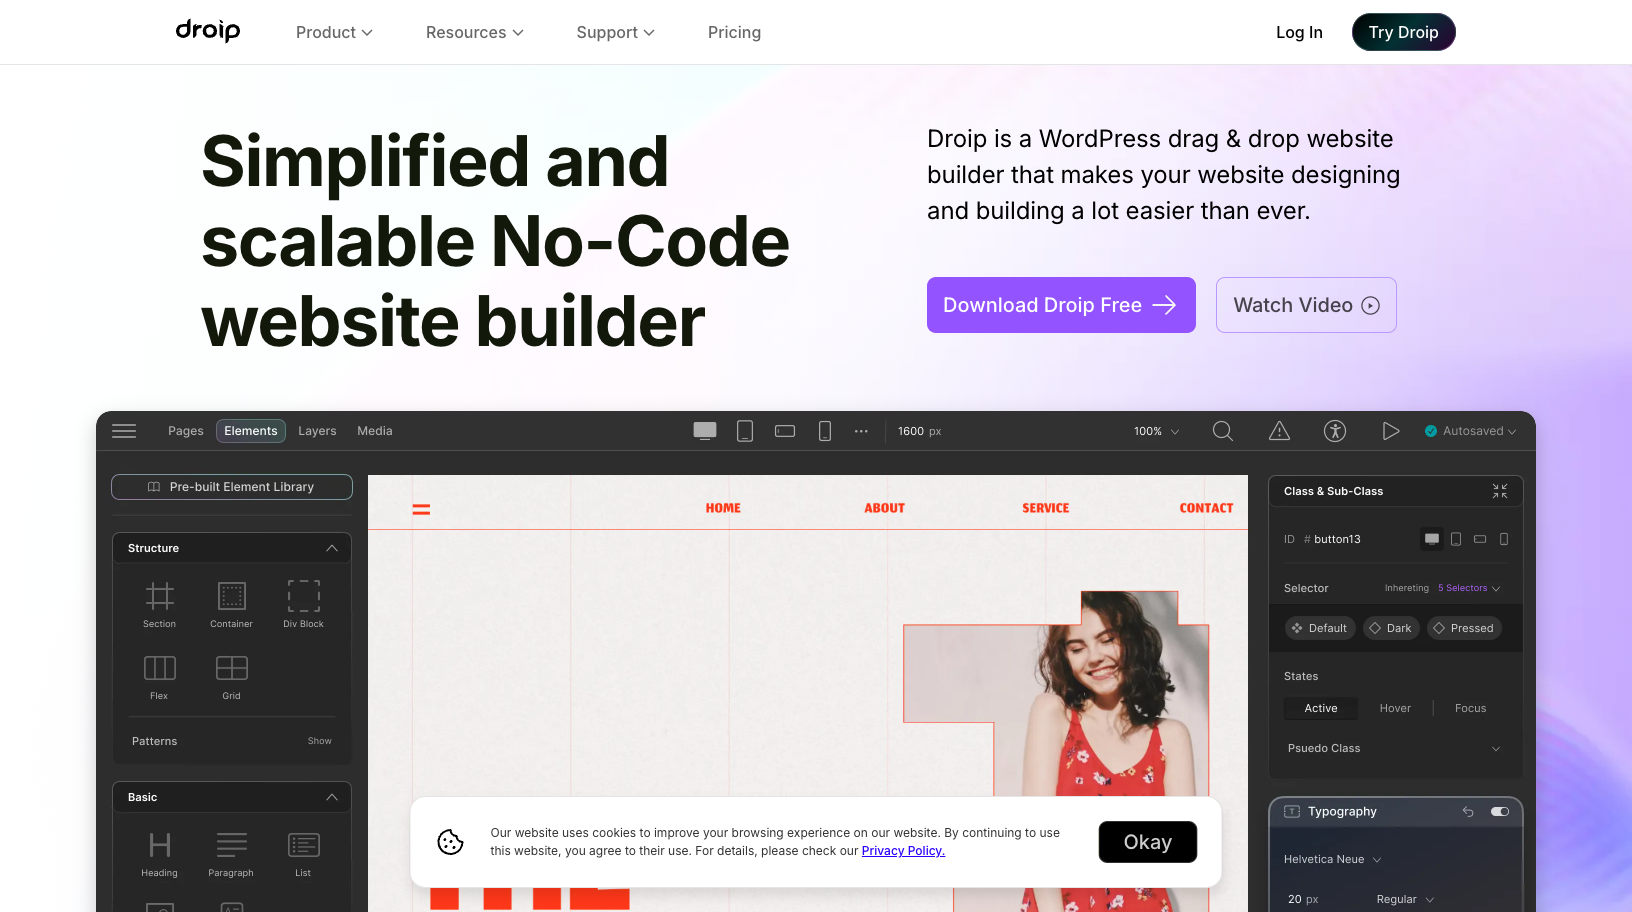 droip
Product
Resources
Support
Pricing
Log In
Try Droip
Simplified and
scalable No-Code
website builder
Droip is a WordPress drag & drop website
builder that makes your website designing
and building a lot easier than ever.
Download Droip Free
Watch Video
Pages
Elements
Layers
Media
1600 px
100%
Autosaved
Pre-built Element Library
Structure
Section
Container
Div Block
Flex
Grid
Patterns
Show
Basic
Heading
Paragraph
List
HOME
ABOUT
SERVICE
CONTACT
Class & Sub-Class
ID # button13
Selector
Inhereting 5 Selectors
Default
Dark
Pressed
States
Active
Hover
Focus
Psuedo Class
Typography
Helvetica Neue
20 px
Regular
Our website uses cookies to improve your browsing experience on our website. By continuing to use
this website, you agree to their use. For details, please check our Privacy Policy.
Okay